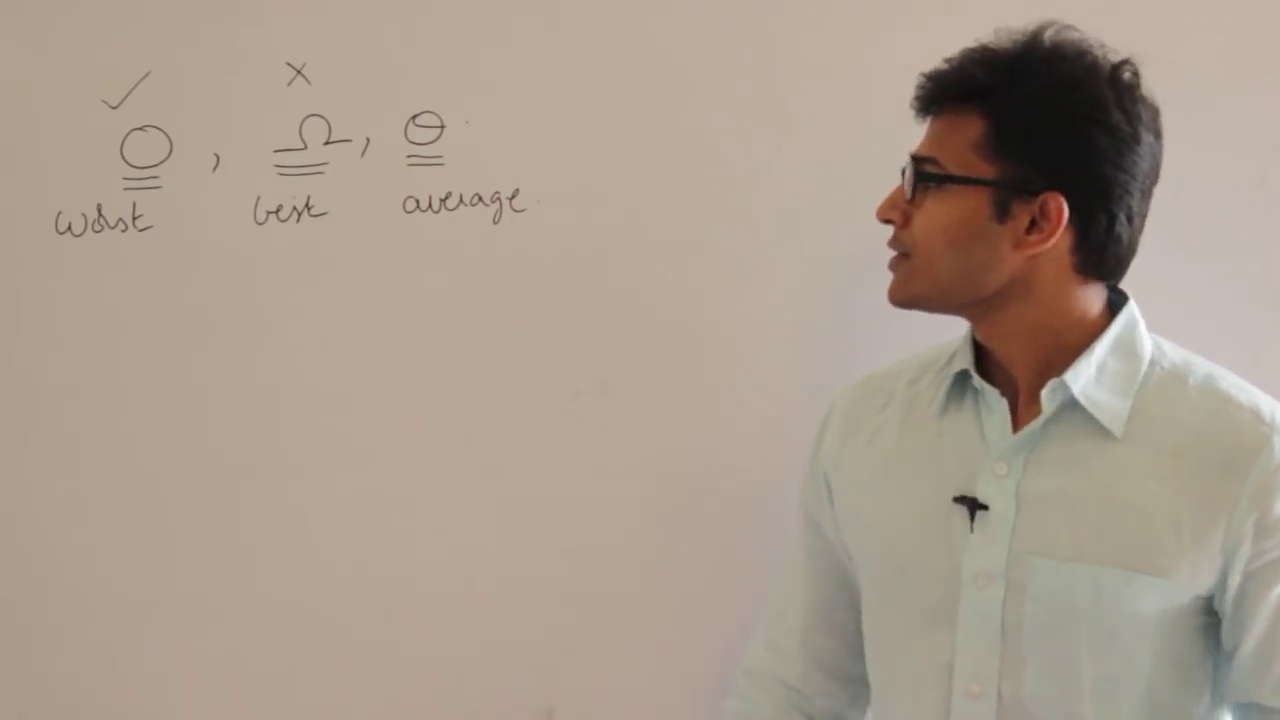 ✓ ×
O , Ω , Θ
worst best average